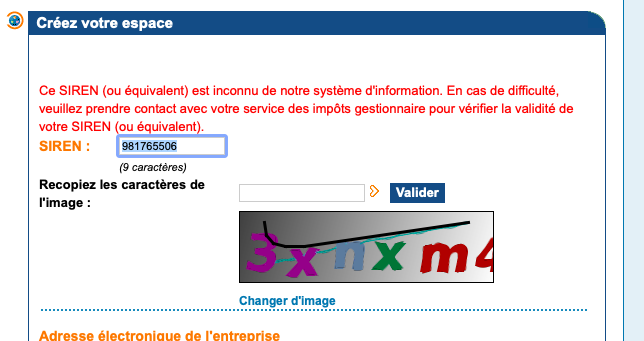 Créez votre espace
Ce SIREN (ou équivalent) est inconnu de notre système d'information. En cas de difficulté,
veuillez prendre contact avec votre service des impôts gestionnaire pour vérifier la validité de
votre SIREN (ou équivalent).
SIREN : 981765506
(9 caractères)
Recopiez les caractères de
l'image :
Valider
3xnxm4
Changer d'image
Adresse électronique de l'entreprise